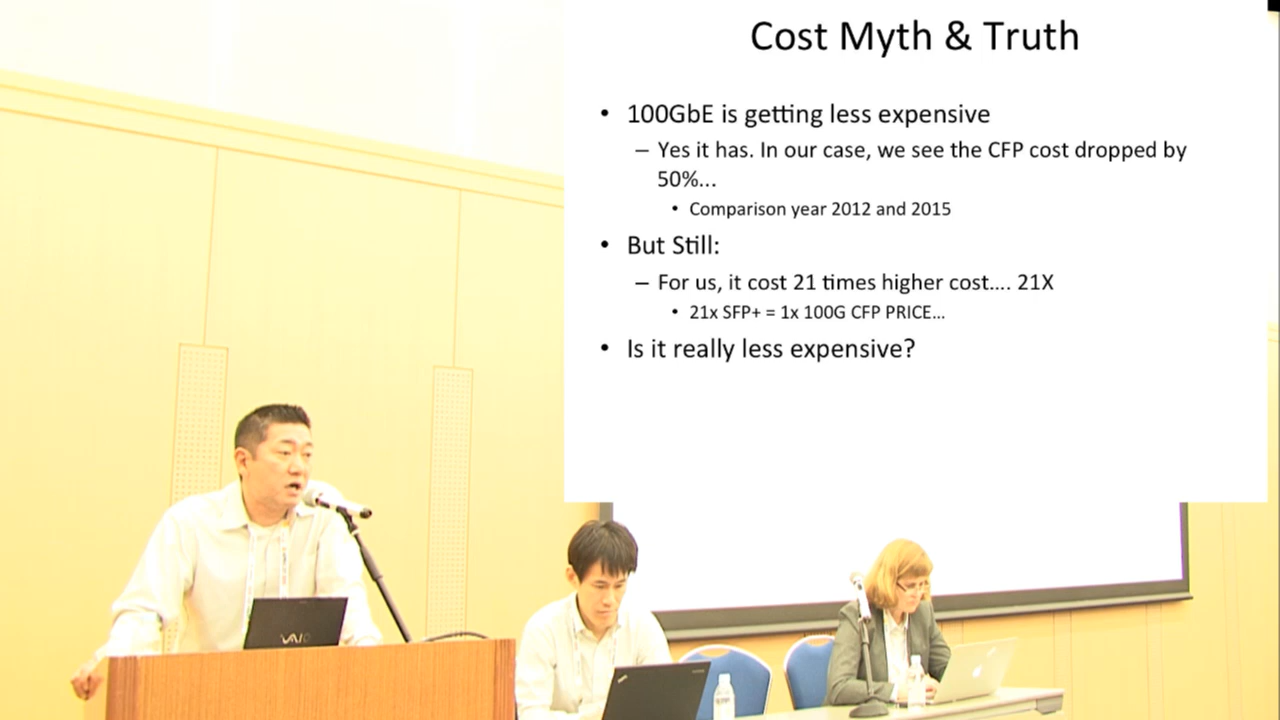 Cost Myth & Truth
• 100GbE is getting less expensive
– Yes it has. In our case, we see the CFP cost dropped by
50%...
• Comparison year 2012 and 2015
• But Still:
– For us, it cost 21 times higher cost.... 21X
• 21x SFP+ = 1x 100G CFP PRICE...
• Is it really less expensive?
VAIO